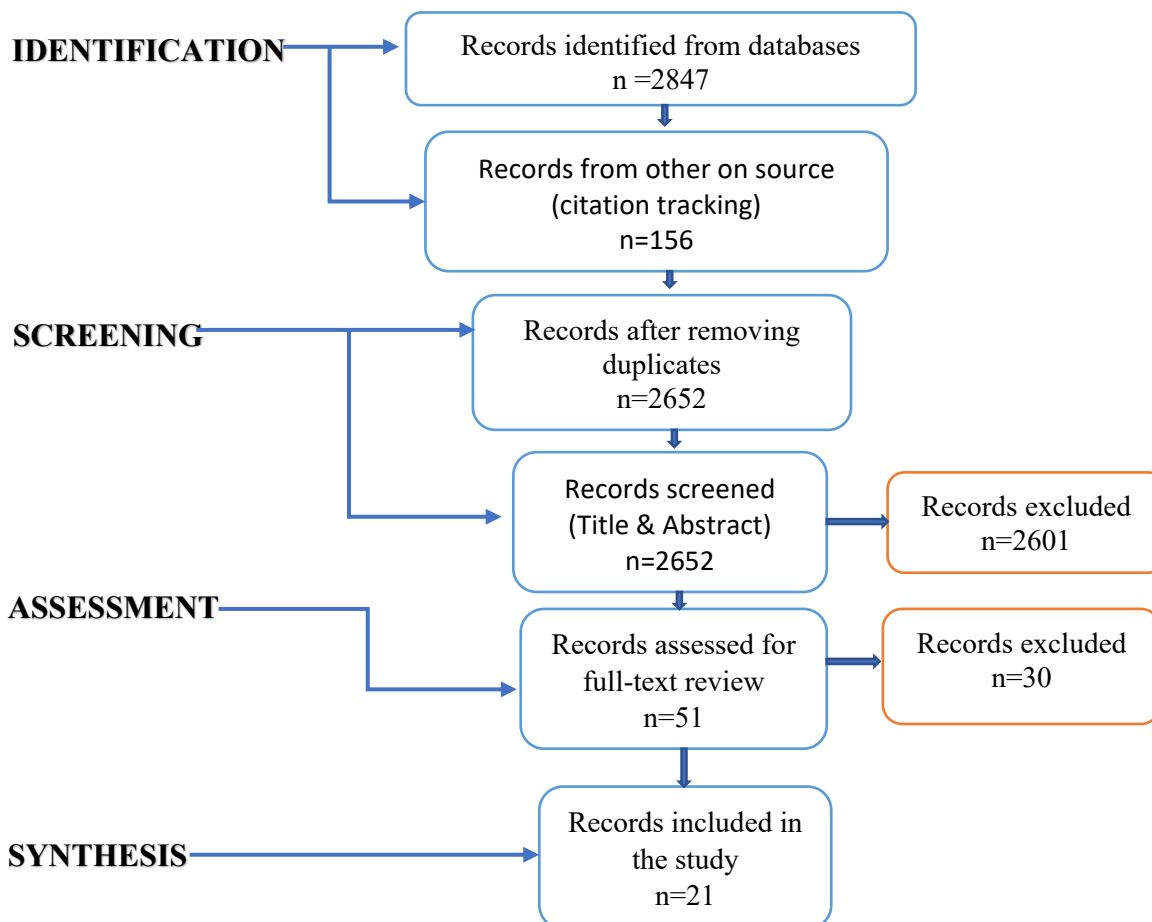 IDENTIFICATION
Records identified from databases
n =2847
Records from other on source
(citation tracking)
n=156
SCREENING
Records after removing
duplicates
n=2652
Records screened
(Title & Abstract)
n=2652
Records excluded
n=2601
ASSESSMENT
Records assessed for
full-text review
n=51
Records excluded
n=30
SYNTHESIS
Records included in
the study
n=21